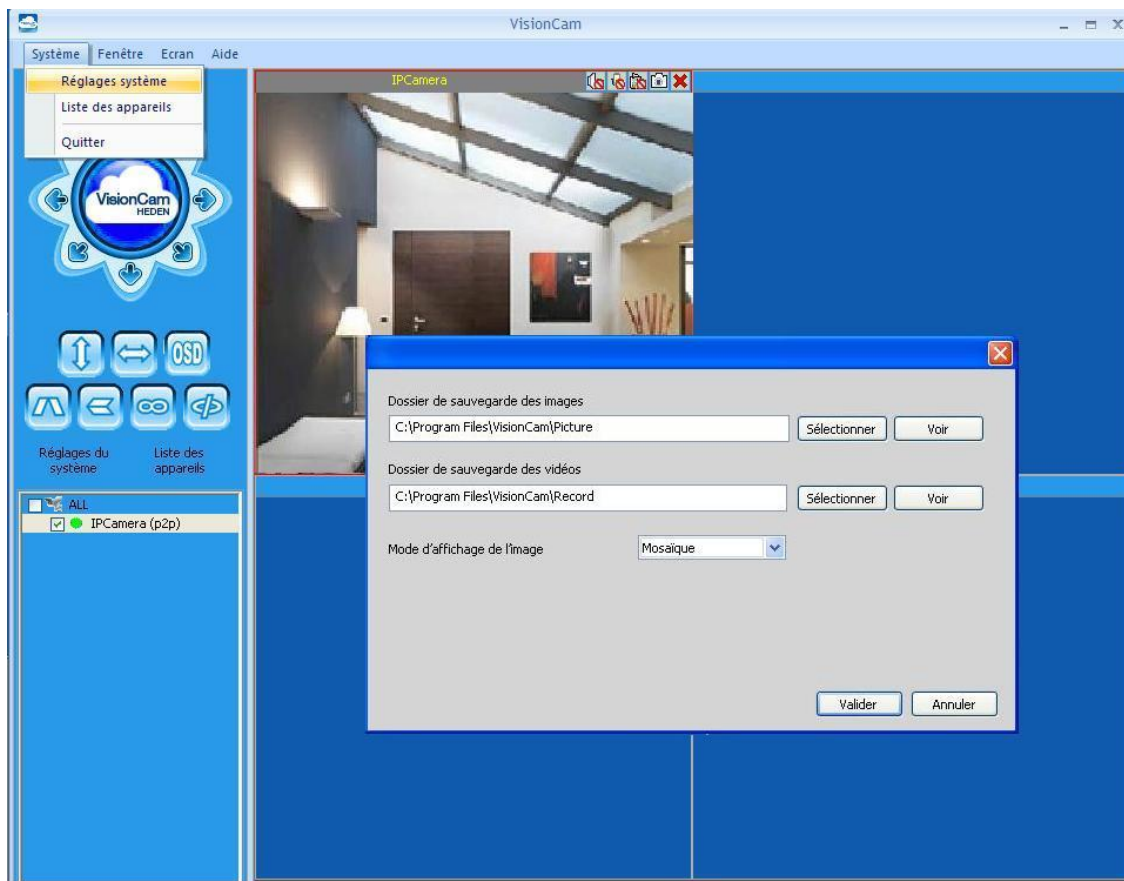 VisionCam
Système Fenêtre Ecran Aide
Réglages système
Liste des appareils
Quitter
IPCamera
VisionCam
HEDEN
OSD
Réglages du système
Liste des appareils
ALL
IPCamera (p2p)
Dossier de sauvegarde des images
C:\Program Files\VisionCam\Picture
Sélectionner
Voir
Dossier de sauvegarde des vidéos
C:\Program Files\VisionCam\Record
Sélectionner
Voir
Mode d'affichage de l'image
Mosaïque
Valider
Annuler